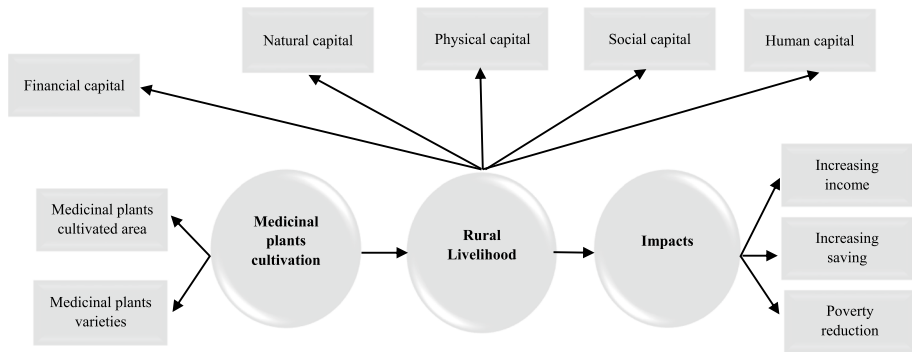 Natural capital
Physical capital
Social capital
Human capital
Financial capital
Medicinal plants
cultivated area
Medicinal plants
varieties
Medicinal
plants
cultivation
Rural
Livelihood
Impacts
Increasing
income
Increasing
saving
Poverty
reduction